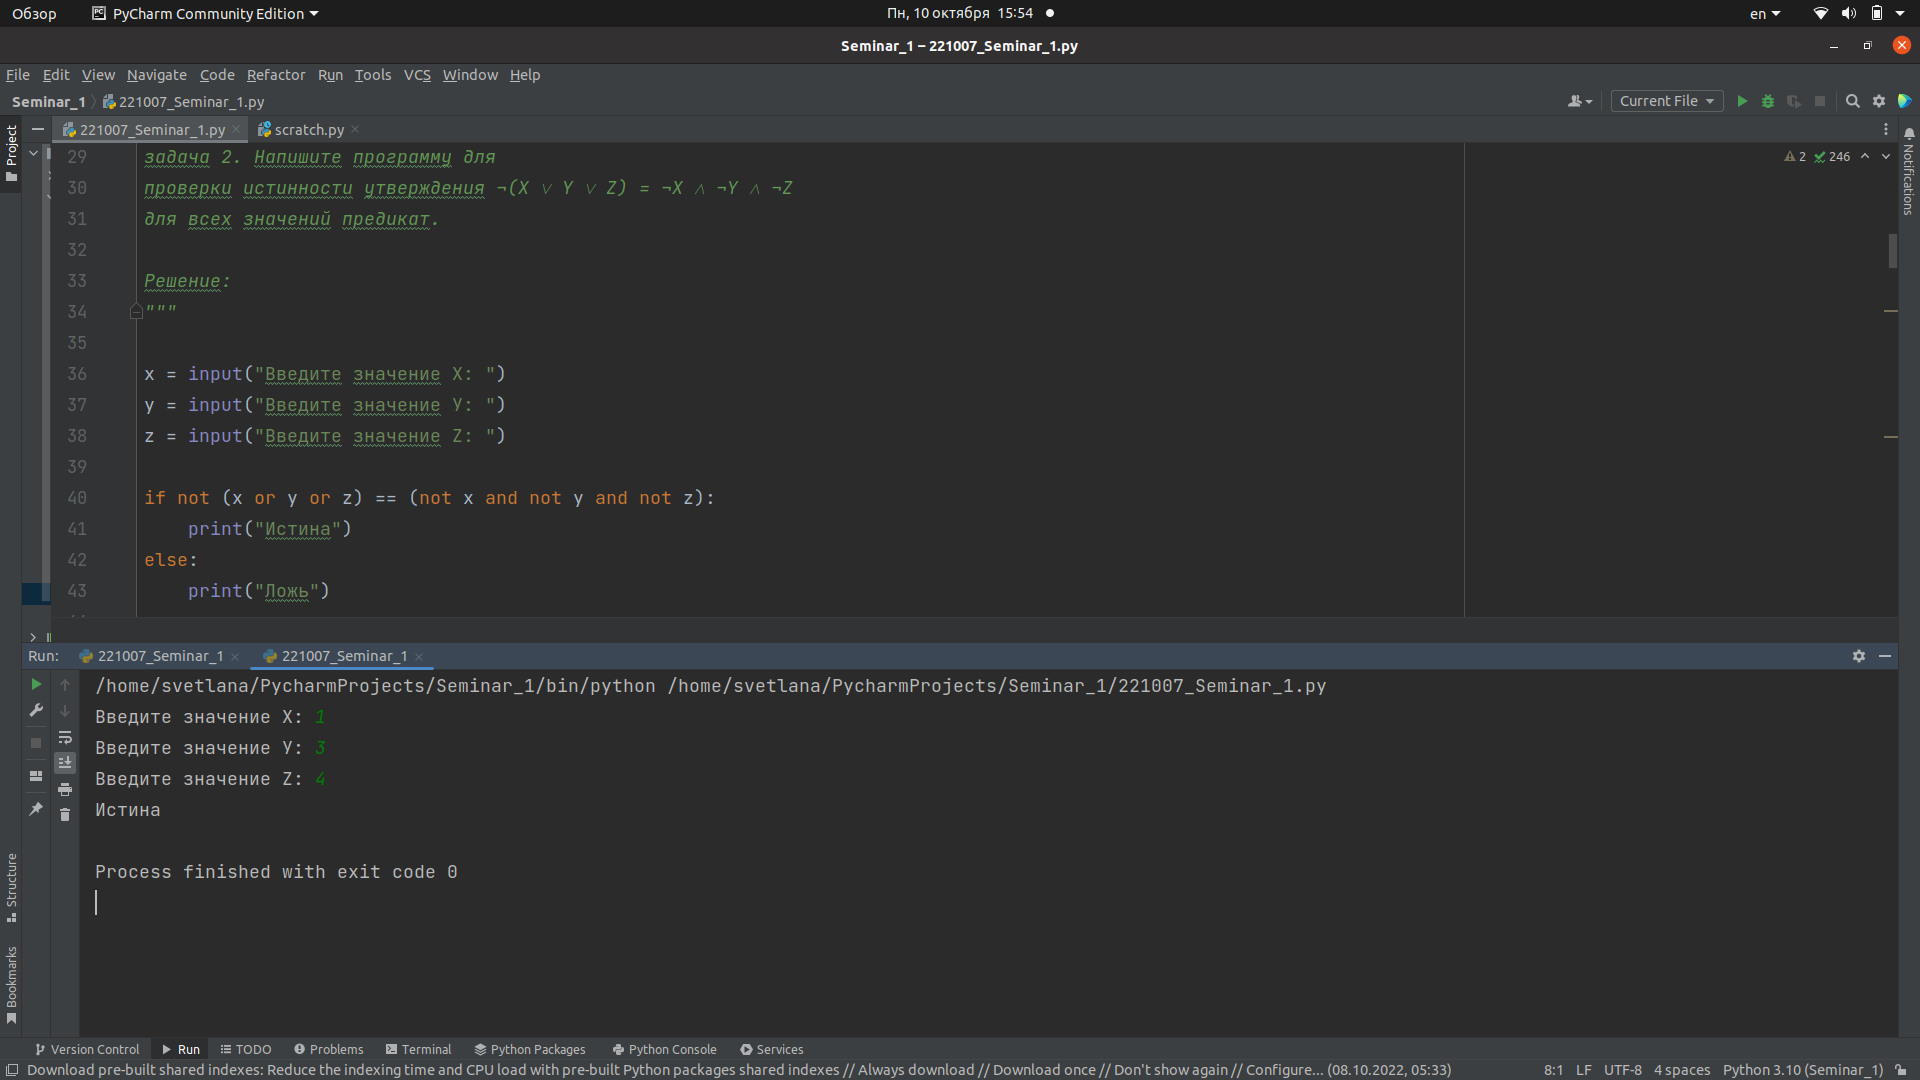 Обзор PyCharm Community Edition Пн, 10 октября 15:54 en
Seminar_1 – 221007_Seminar_1.py
File Edit View Navigate Code Refactor Run Tools VCS Window Help
Seminar_1 221007_Seminar_1.py Current File
Project
221007_Seminar_1.py scratch.py
Notifications
2 246
29 задача 2. Напишите программу для
30 проверки истинности утверждения ¬(X ∨ Y ∨ Z) = ¬X ∧ ¬Y ∧ ¬Z
31 для всех значений предикат.
32
33 Решение:
34 """
35
36 x = input("Введите значение X: ")
37 y = input("Введите значение Y: ")
38 z = input("Введите значение Z: ")
39
40 if not (x or y or z) == (not x and not y and not z):
41 print("Истина")
42 else:
43 print("Ложь")
Run: 221007_Seminar_1 221007_Seminar_1
/home/svetlana/PycharmProjects/Seminar_1/bin/python /home/svetlana/PycharmProjects/Seminar_1/221007_Seminar_1.py
Введите значение X: 1
Введите значение Y: 3
Введите значение Z: 4
Истина
Process finished with exit code 0
Structure
Bookmarks
Version Control Run TODO Problems Terminal Python Packages Python Console Services
Download pre-built shared indexes: Reduce the indexing time and CPU load with pre-built Python packages shared indexes // Always download // Download once // Don't show again // Configure... (08.10.2022, 05:33) 8:1 LF UTF-8 4 spaces Python 3.10 (Seminar_1)